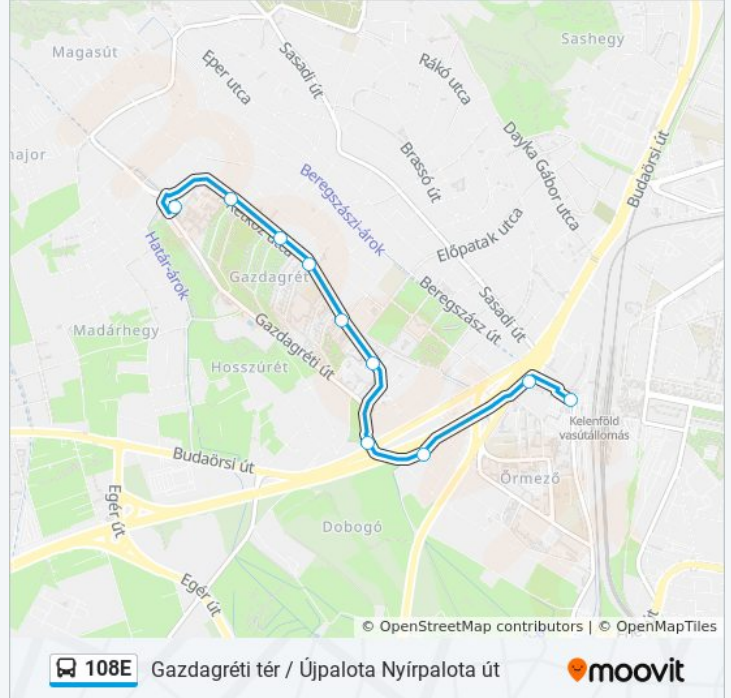 Magasút
Sashegy
Eper utca
Sasadi út
Rákó utca
Dayka Gábor utca
Budaörsi út
major
Brassó út
Beregszászi-árok
Előpatak utca
Határ-árok
utca
Gazdagrét
Beregszász út
Sasadi út
Madárhegy
Gazdagréti út
Hosszúrét
Kelenföld
vasútállomás
Budaörsi út
Egér út
Őrmező
Dobogó
Egér út
út
© OpenStreetMap contributors | © OpenMapTiles
108E Gazdagréti tér / Újpalota Nyírpalota út
moovit